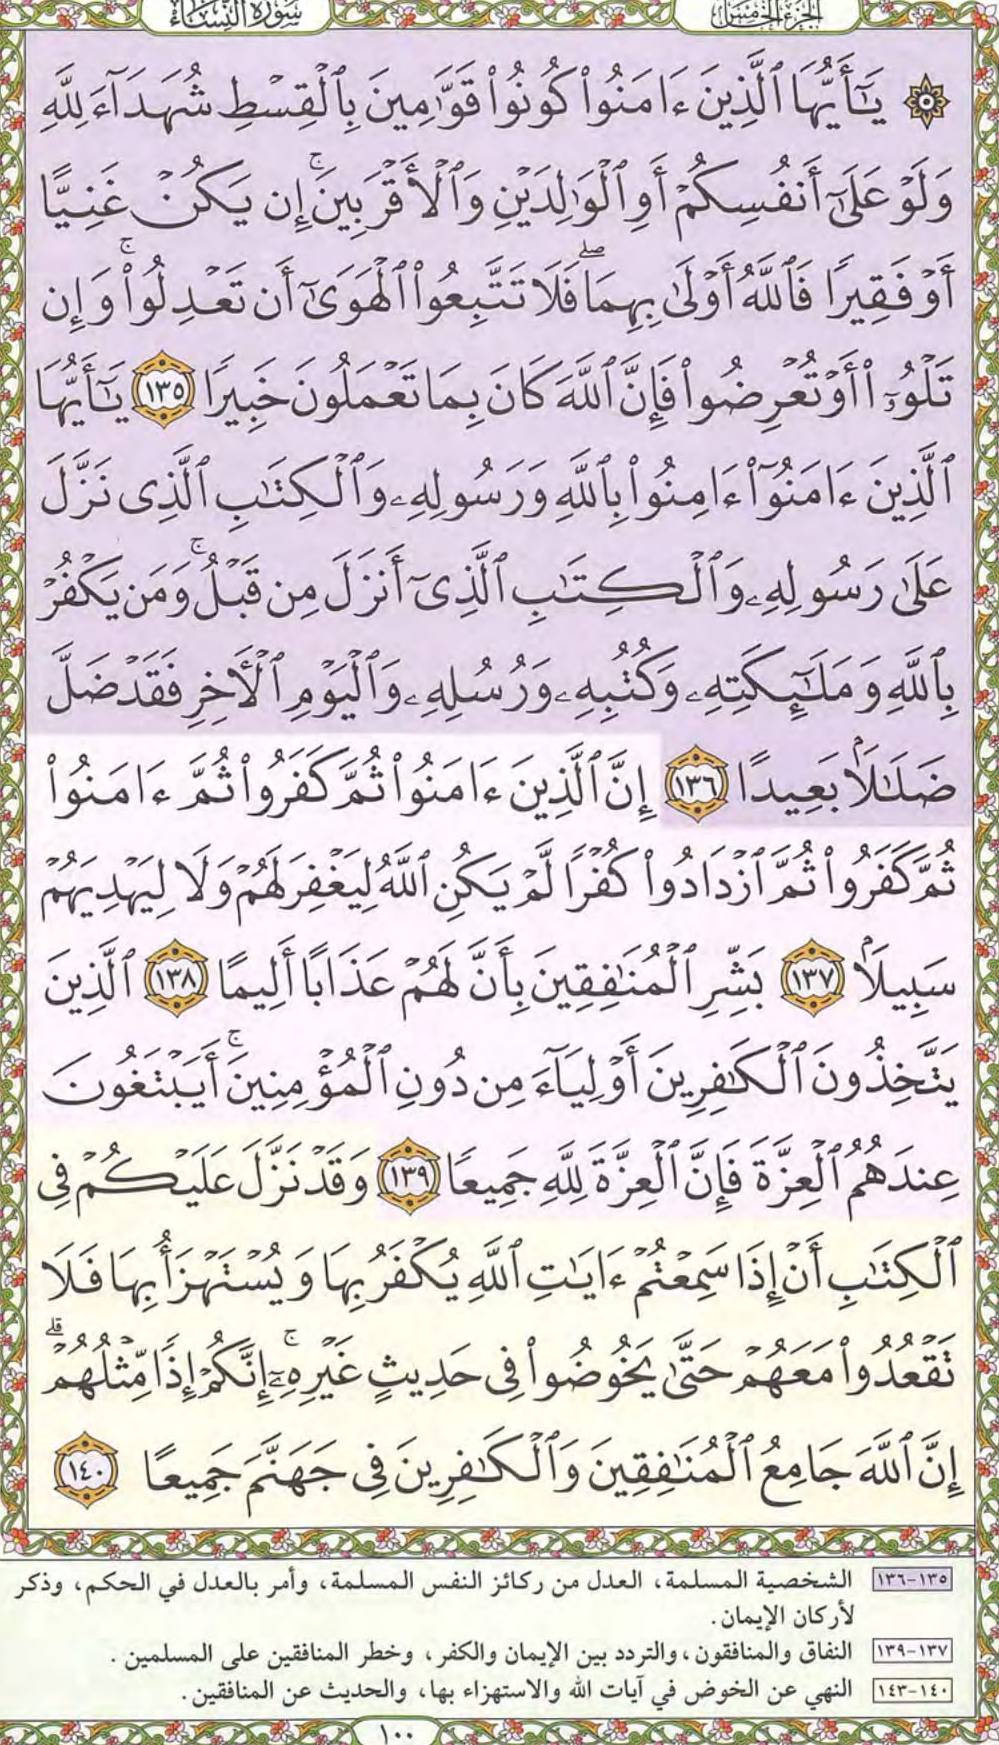 سورة النساء
الجزء الخامس
۞ يَٰٓأَيُّهَا ٱلَّذِينَ ءَامَنُوا۟ كُونُوا۟ قَوَّٰمِينَ بِٱلْقِسْطِ شُهَدَآءَ لِلَّهِ
وَلَوْ عَلَىٰٓ أَنفُسِكُمْ أَوِ ٱلْوَٰلِدَيْنِ وَٱلْأَقْرَبِينَ ۚ إِن يَكُنْ غَنِيًّا
أَوْ فَقِيرًا فَٱللَّهُ أَوْلَىٰ بِهِمَا ۖ فَلَا تَتَّبِعُوا۟ ٱلْهَوَىٰٓ أَن تَعْدِلُوا۟ ۚ وَإِن
تَلْوُۥٓا۟ أَوْ تُعْرِضُوا۟ فَإِنَّ ٱللَّهَ كَانَ بِمَا تَعْمَلُونَ خَبِيرًا ١٣٥ يَٰٓأَيُّهَا
ٱلَّذِينَ ءَامَنُوٓا۟ ءَامِنُوا۟ بِٱللَّهِ وَرَسُولِهِۦ وَٱلْكِتَٰبِ ٱلَّذِى نَزَّلَ
عَلَىٰ رَسُولِهِۦ وَٱلْكِتَٰبِ ٱلَّذِىٓ أَنزَلَ مِن قَبْلُ ۚ وَمَن يَكْفُرْ
بِٱللَّهِ وَمَلَٰٓئِكَتِهِۦ وَكُتُبِهِۦ وَرُسُلِهِۦ وَٱلْيَوْمِ ٱلْأَخِرِ فَقَدْ ضَلَّ
ضَلَٰلًۢا بَعِيدًا ١٣٦ إِنَّ ٱلَّذِينَ ءَامَنُوا۟ ثُمَّ كَفَرُوا۟ ثُمَّ ءَامَنُوا۟
ثُمَّ كَفَرُوا۟ ثُمَّ ٱزْدَادُوا۟ كُفْرًا لَّمْ يَكُنِ ٱللَّهُ لِيَغْفِرَ لَهُمْ وَلَا لِيَهْدِيَهُمْ
سَبِيلًۢا ١٣٧ بَشِّرِ ٱلْمُنَٰفِقِينَ بِأَنَّ لَهُمْ عَذَابًا أَلِيمًا ١٣٨ ٱلَّذِينَ
يَتَّخِذُونَ ٱلْكَٰفِرِينَ أَوْلِيَآءَ مِن دُونِ ٱلْمُؤْمِنِينَ ۚ أَيَبْتَغُونَ
عِندَهُمُ ٱلْعِزَّةَ فَإِنَّ ٱلْعِزَّةَ لِلَّهِ جَمِيعًا ١٣٩ وَقَدْ نَزَّلَ عَلَيْكُمْ فِى
ٱلْكِتَٰبِ أَنْ إِذَا سَمِعْتُمْ ءَايَٰتِ ٱللَّهِ يُكْفَرُ بِهَا وَيُسْتَهْزَأُ بِهَا فَلَا
تَقْعُدُوا۟ مَعَهُمْ حَتَّىٰ يَخُوضُوا۟ فِى حَدِيثٍ غَيْرِهِۦٓ ۚ إِنَّكُمْ إِذًا مِّثْلُهُمْ ۗ
إِنَّ ٱللَّهَ جَامِعُ ٱلْمُنَٰفِقِينَ وَٱلْكَٰفِرِينَ فِى جَهَنَّمَ جَمِيعًا ١٤٠
١٣٥-١٣٦ الشخصية المسلمة، العدل من ركائز النفس المسلمة، وأمر بالعدل في الحكم، وذكر
لأركان الإيمان.
١٣٧-١٣٩ النفاق والمنافقون، والتردد بين الإيمان والكفر، وخطر المنافقين على المسلمين.
١٤٠-١٤٣ النهي عن الخوض في آيات الله والاستهزاء بها، والحديث عن المنافقين.
١٠٠